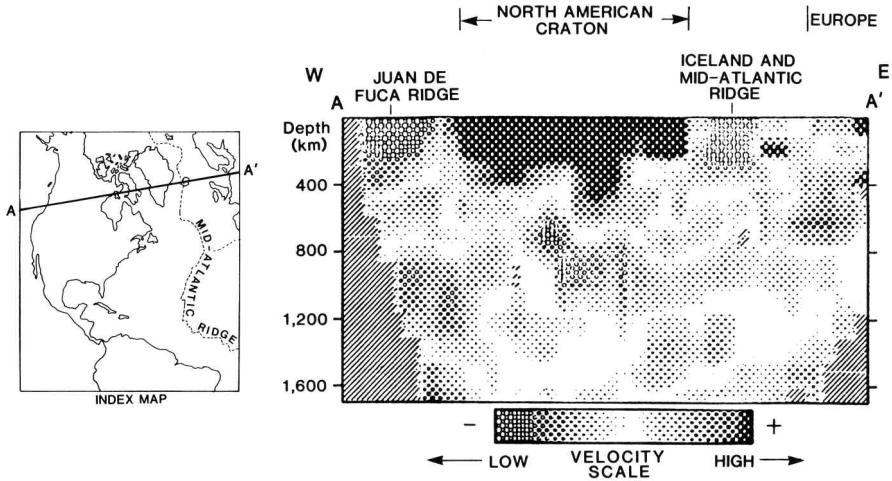 NORTH AMERICAN
CRATON
EUROPE
W
JUAN DE
FUCA RIDGE
ICELAND AND
MID-ATLANTIC
RIDGE
E
A
A'
Depth
(km)
400
800
1,200
1,600
A
A'
MID-ATLANTIC
RIDGE
INDEX MAP
−
+
LOW
VELOCITY
SCALE
HIGH